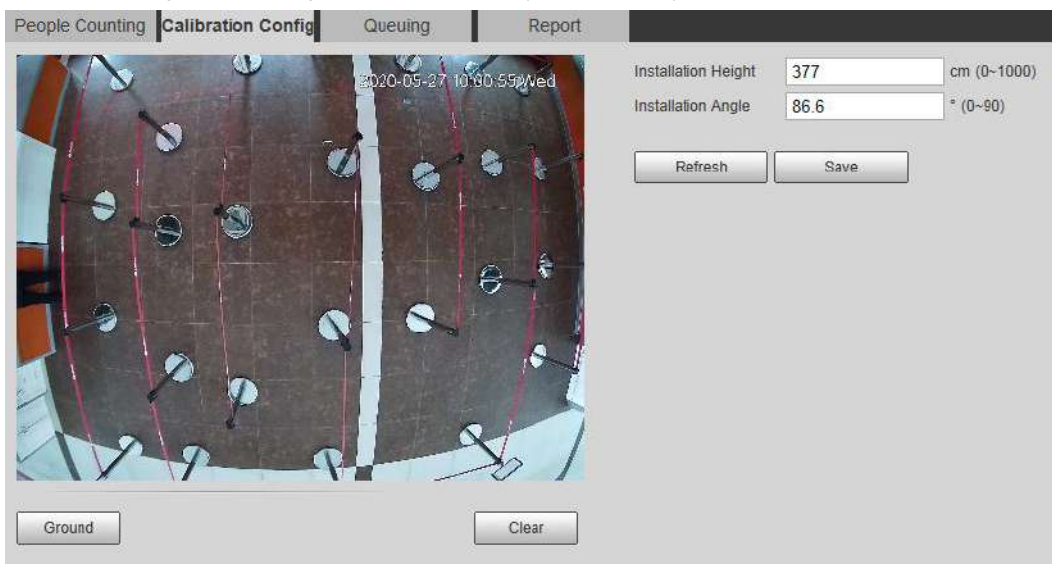 People Counting Calibration Config Queuing Report
2020-05-27 10:00:55 Wed
Installation Height 377 cm (0~1000)
Installation Angle 86.6 ° (0~90)
Refresh Save
Ground Clear